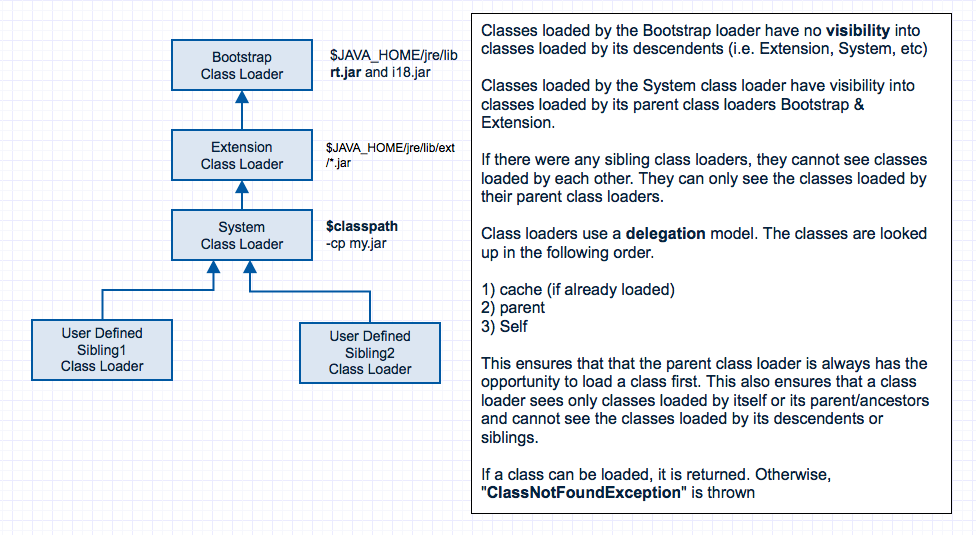 Bootstrap
Class Loader
$JAVA_HOME/jre/lib
rt.jar and i18.jar
Extension
Class Loader
$JAVA_HOME/jre/lib/ext
/*.jar
System
Class Loader
$classpath
-cp my.jar
User Defined
Sibling1
Class Loader
User Defined
Sibling2
Class Loader
Classes loaded by the Bootstrap loader have no visibility into
classes loaded by its descendents (i.e. Extension, System, etc)
Classes loaded by the System class loader have visibility into
classes loaded by its parent class loaders Bootstrap &
Extension.
If there were any sibling class loaders, they cannot see classes
loaded by each other. They can only see the classes loaded by
their parent class loaders.
Class loaders use a delegation model. The classes are looked
up in the following order.
1) cache (if already loaded)
2) parent
3) Self
This ensures that that the parent class loader is always has the
opportunity to load a class first. This also ensures that a class
loader sees only classes loaded by itself or its parent/ancestors
and cannot see the classes loaded by its descendents or
siblings.
If a class can be loaded, it is returned. Otherwise,
"ClassNotFoundException" is thrown